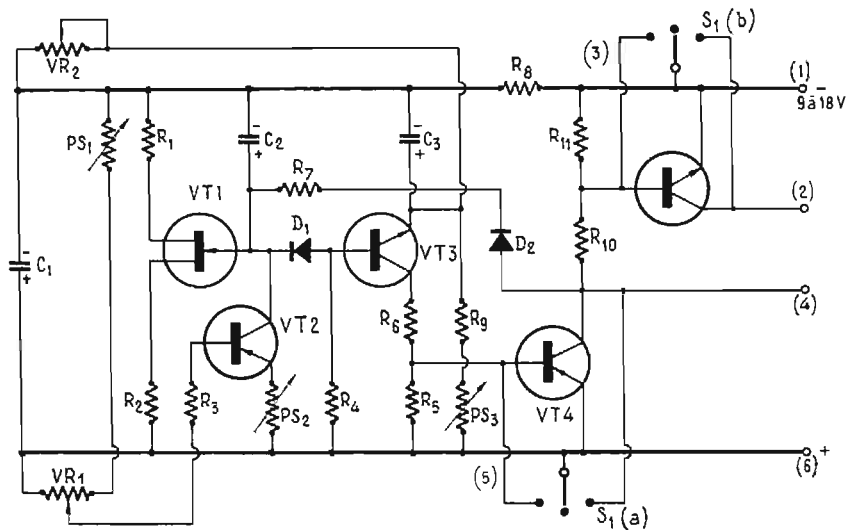 S₁(b)
(3)
VR₂
R₈
(1) −
9 à 18V
PS₁
R₁
C₂
C₃
R₁₁
R₇
VT1
D₁
(2)
C₁
VT3
D₂
R₁₀
VT2
(4)
R₆
R₉
R₂
R₃
PS₂
R₄
R₅
PS₃
VT4
VR₁
(5)
(6) +
S₁(a)